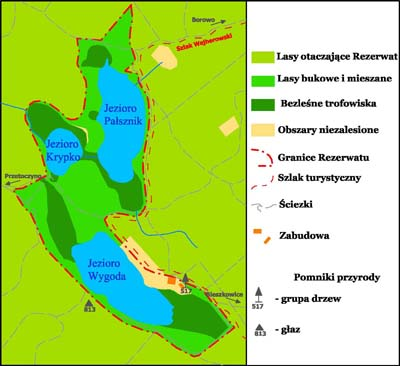 Borowo
Szlak Wejherowski
Jezioro
Pałsznik
Jezioro
Krypko
Przetoczyno
Jezioro
Wygoda
517
Bieszkowice
813
Lasy otaczające Rezerwat
Lasy bukowe i mieszane
Bezleśne trofowiska
Obszary niezalesione
Granice Rezerwatu
Szlak turystyczny
Ścieżki
Zabudowa
Pomniki przyrody
517
- grupa drzew
813
- głaz